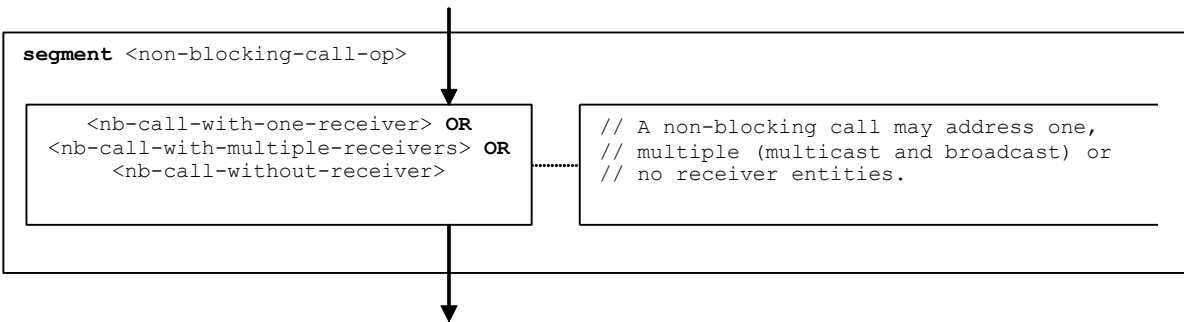 segment <non-blocking-call-op>
<nb-call-with-one-receiver> OR
<nb-call-with-multiple-receivers> OR
<nb-call-without-receiver>
// A non-blocking call may address one,
// multiple (multicast and broadcast) or
// no receiver entities.